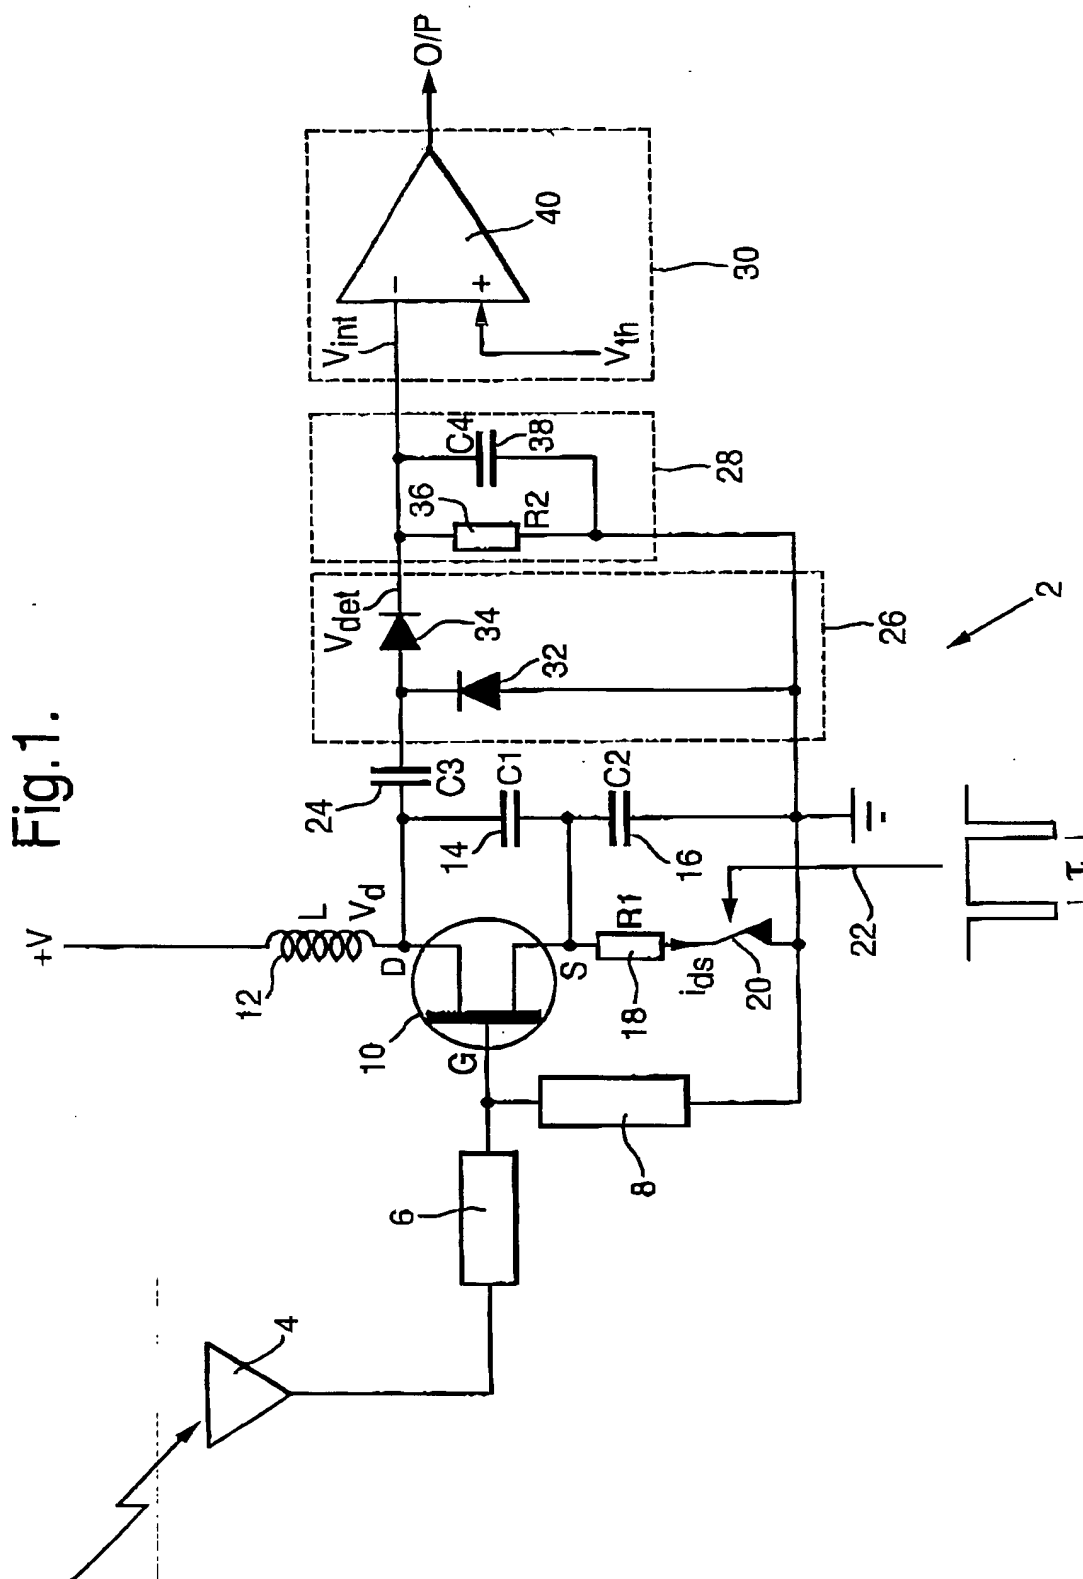 Fig.1.
+V
12
L
V_d
D
10
G
S
R1
18
i_ds
20
22
τ
14
C1
C2
16
24
C3
4
6
8
V_det
34
32
26
2
36
R2
C4
38
28
V_int
-
+
V_th
40
30
O/P